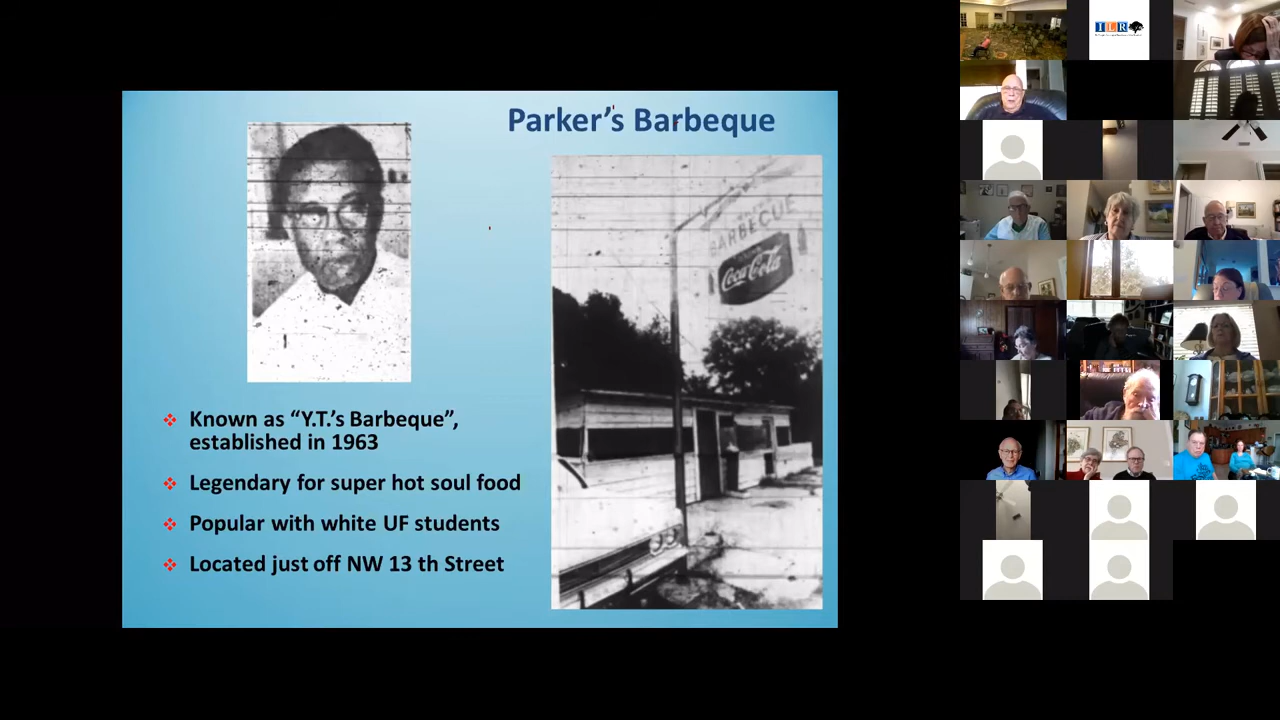 Parker's Barbeque
BARBECUE
Coca-Cola
Known as “Y.T.’s Barbeque”,
established in 1963
Legendary for super hot soul food
Popular with white UF students
Located just off NW 13 th Street
ILR